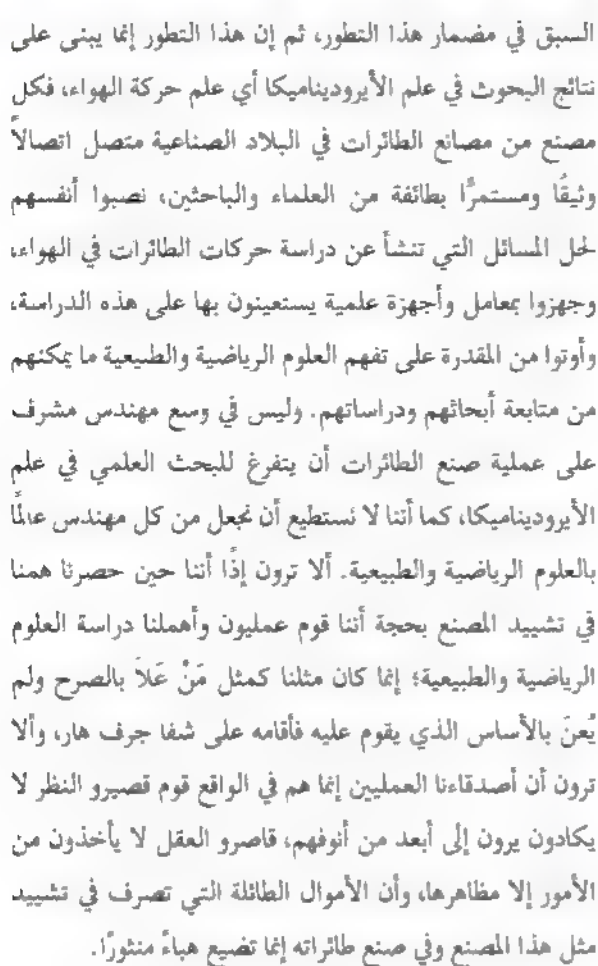 السبق في مضمار هذا التطور، ثم إن هذا التطور إنما يبنى على
نتائج البحوث في علم الأيروديناميكا أي علم حركة الهواء، فكل
مصنع من مصانع الطائرات في البلاد الصناعية متصل اتصالاً
وثيقًا ومستمرًّا بطائفة من العلماء والباحثين، نصبوا أنفسهم
لحل المسائل التي تنشأ عن دراسة حركات الطائرات في الهواء،
وجهزوا بمعامل وأجهزة علمية يستعينون بها على هذه الدراسة،
وأوتوا من المقدرة على تفهم العلوم الرياضية والطبيعية ما يمكنهم
من متابعة أبحاثهم ودراساتهم. وليس في وسع مهندس مشرف
على عملية صنع الطائرات أن يتفرغ للبحث العلمي في علم
الأيروديناميكا، كما أننا لا نستطيع أن نجعل من كل مهندس عالمًا
بالعلوم الرياضية والطبيعية. ألا ترون إذًا أننا حين حصرنا همنا
في تشييد المصنع بحجة أننا قوم عمليون وأهملنا دراسة العلوم
الرياضية والطبيعية؛ إنما كان مثلنا كمثل مَنْ عَلاَ بالصرح ولم
يُعنَ بالأساس الذي يقوم عليه فأقامه على شفا جرف هار، وألا
ترون أن أصدقاءنا العمليين إنما هم في الواقع قوم قصيرو النظر لا
يكادون يرون إلى أبعد من أنوفهم، قاصرو العقل لا يأخذون من
الأمور إلا مظاهرها، وأن الأموال الطائلة التي تصرف في تشييد
مثل هذا المصنع وفي صنع طائراته إنما تضيع هباءً منثورًا.